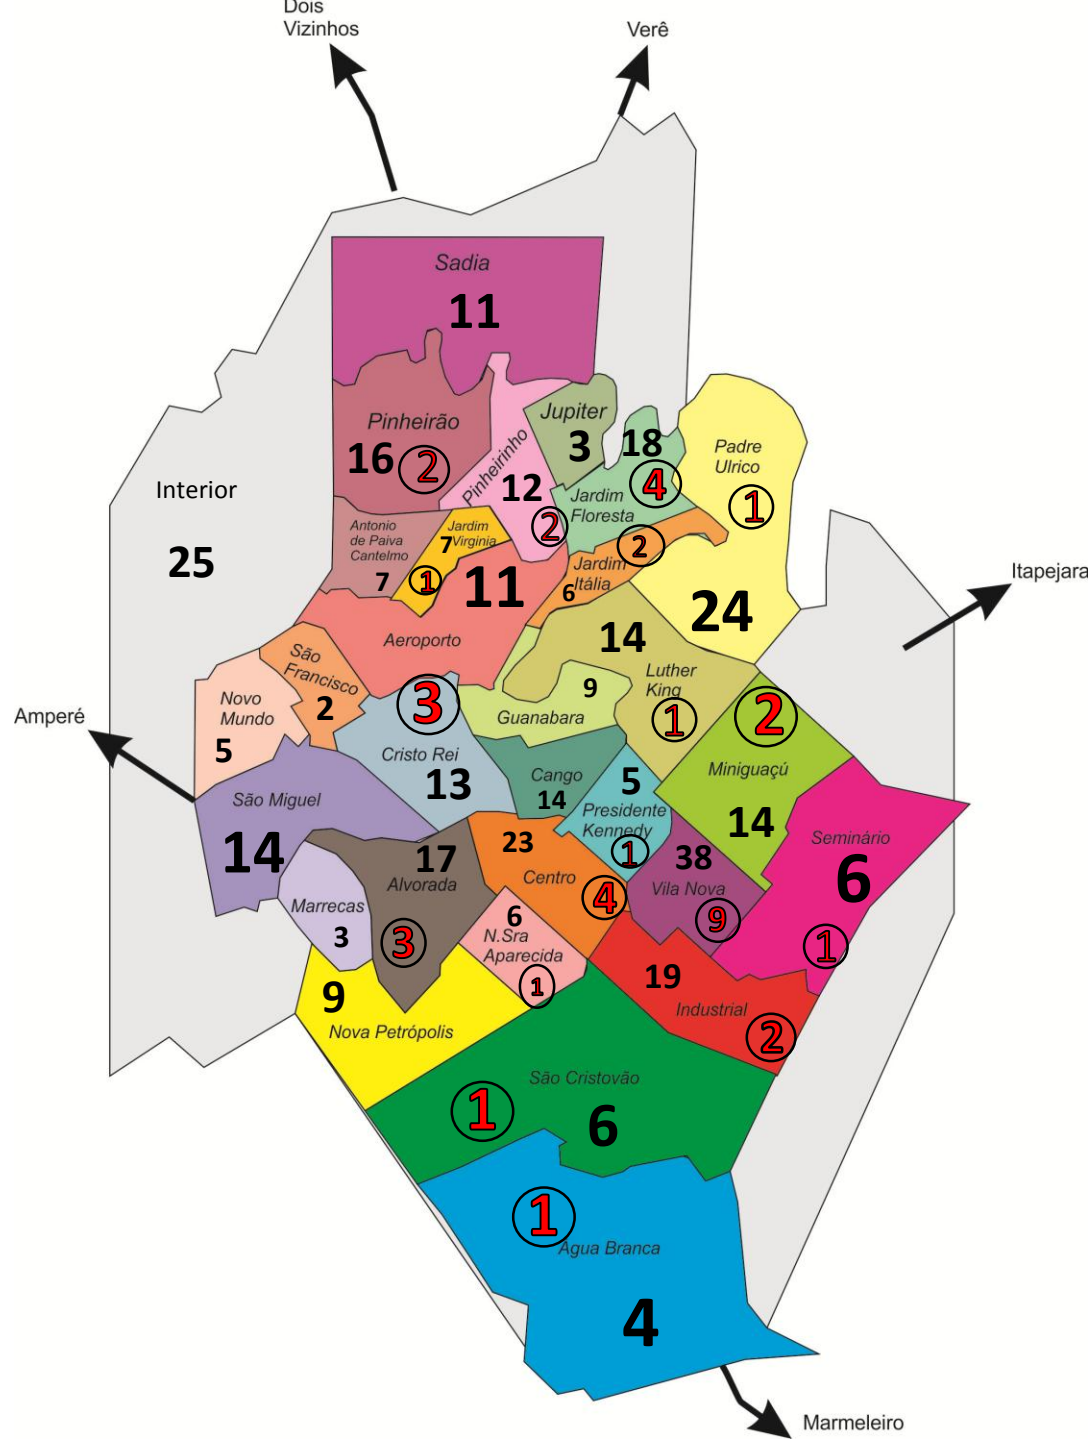 Dois
Vizinhos
Verê
Sadia
11
Pinheirão
16
2
Pinheirinho
12
2
Jupiter
3
18
4
Jardim
Floresta
Padre
Ulrico
1
24
Interior
25
Antonio
de Paiva
Cantelmo
7
Jardim
Virginia
7
1
2
Jardim
Itália
6
11
Aeroporto
3
Itapejara
14
Luther
King
1
9
Guanabara
São
Francisco
2
Novo
Mundo
5
Amperé
Cristo Rei
13
2
Miniguaçú
14
Cango
14
5
Presidente
Kennedy
1
São Miguel
14
Seminário
6
1
23
Centro
4
17
Alvorada
3
38
Vila Nova
9
Marrecas
3
6
N.Sra
Aparecida
1
19
Industrial
2
9
Nova Petrópolis
São Cristovão
1
6
1
Agua Branca
4
Marmeleiro